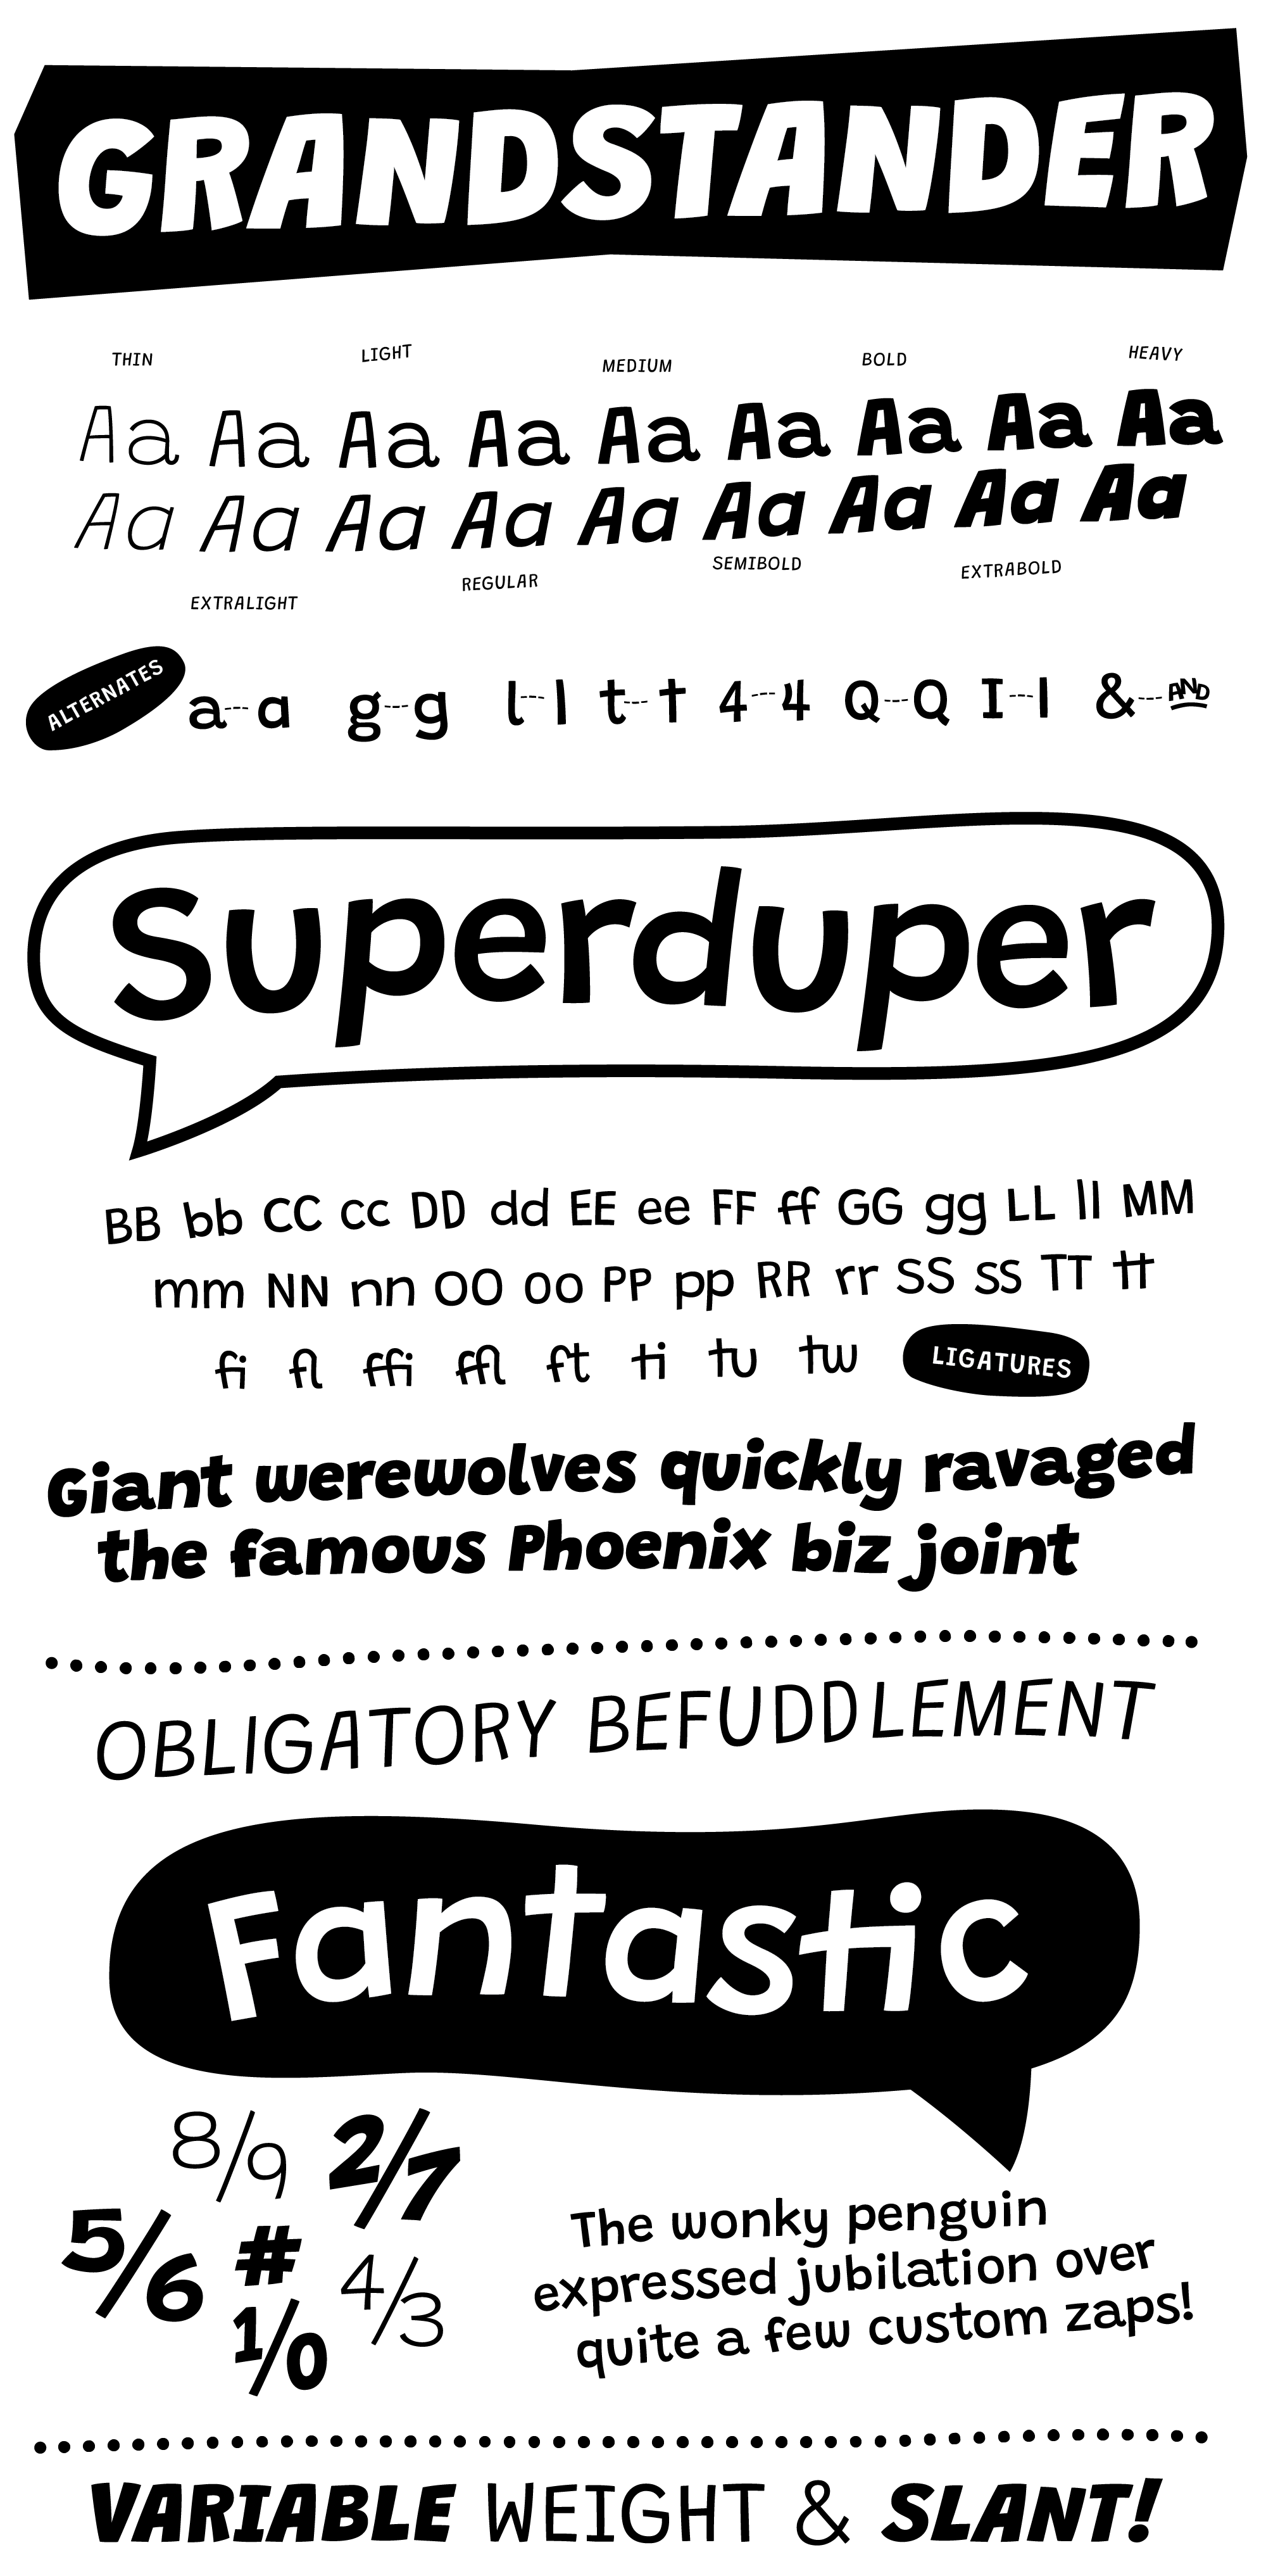 GRANDSTANDER
THIN LIGHT MEDIUM BOLD HEAVY
Aa Aa Aa Aa Aa Aa Aa Aa Aa
Aa Aa Aa Aa Aa Aa Aa Aa Aa
EXTRALIGHT REGULAR SEMIBOLD EXTRABOLD
ALTERNATES a---a g---g l---l t---t 4---4 Q---Q I---I &---AND
Superduper
BB bb CC cc DD dd EE ee FF ff GG gg LL ll MM
mm NN nn OO oo PP pp RR rr SS ss TT tt
fi fl ffi ffl ft ti tu tw LIGATURES
Giant werewolves quickly ravaged
the famous Phoenix biz joint
OBLIGATORY BEFUDDLEMENT
Fantastic
8/9 2/7
5/6 # 4/3
1/0
The wonky penguin
expressed jubilation over
quite a few custom zaps!
VARIABLE WEIGHT & SLANT!